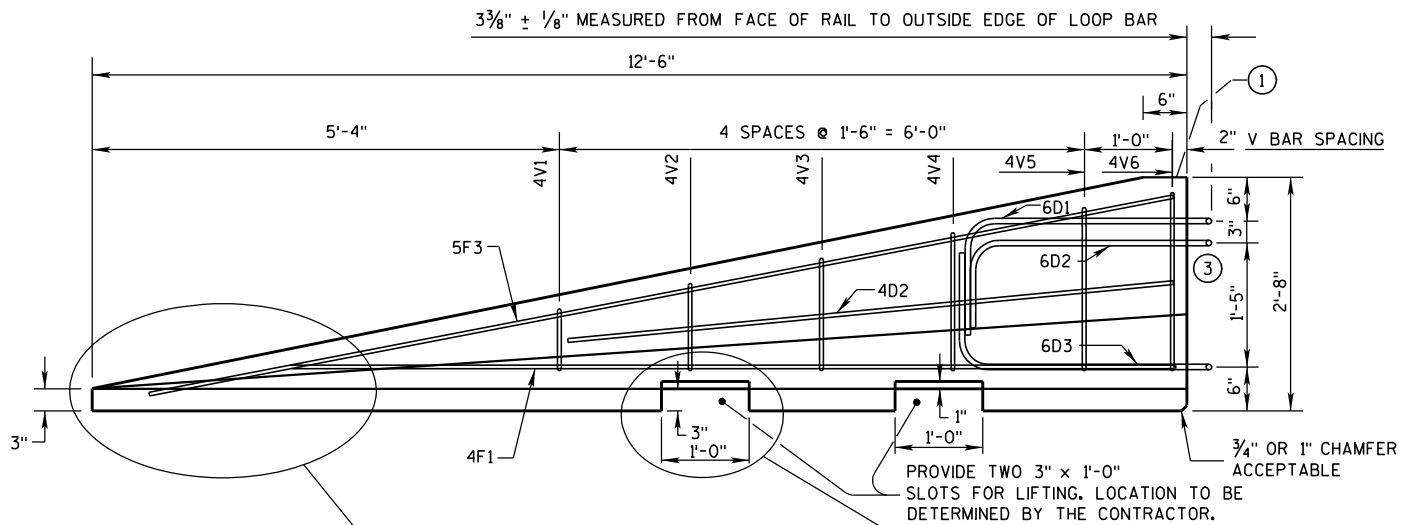 3⅜" ± ⅛" MEASURED FROM FACE OF RAIL TO OUTSIDE EDGE OF LOOP BAR
12'-6"
1
6"
5'-4"
4 SPACES @ 1'-6" = 6'-0"
1'-0"
2" V BAR SPACING
4V1
4V2
4V3
4V4
4V5
4V6
6D1
6"
3"
5F3
6D2
3
4D2
1'-5"
2'-8"
6D3
6"
3"
3"
1"
1'-0"
1'-0"
4F1
¾" OR 1" CHAMFER
ACCEPTABLE
PROVIDE TWO 3" x 1'-0"
SLOTS FOR LIFTING. LOCATION TO BE
DETERMINED BY THE CONTRACTOR.